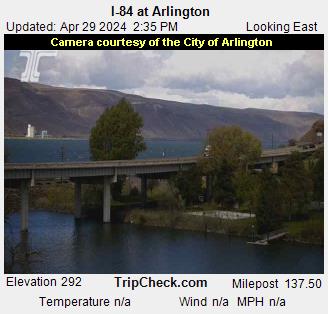 I-84 at Arlington
Updated: Apr 29 2024 2:35 PM Looking East
Camera courtesy of the City of Arlington
Elevation 292 TripCheck.com Milepost 137.50
Temperature n/a Wind n/a MPH n/a